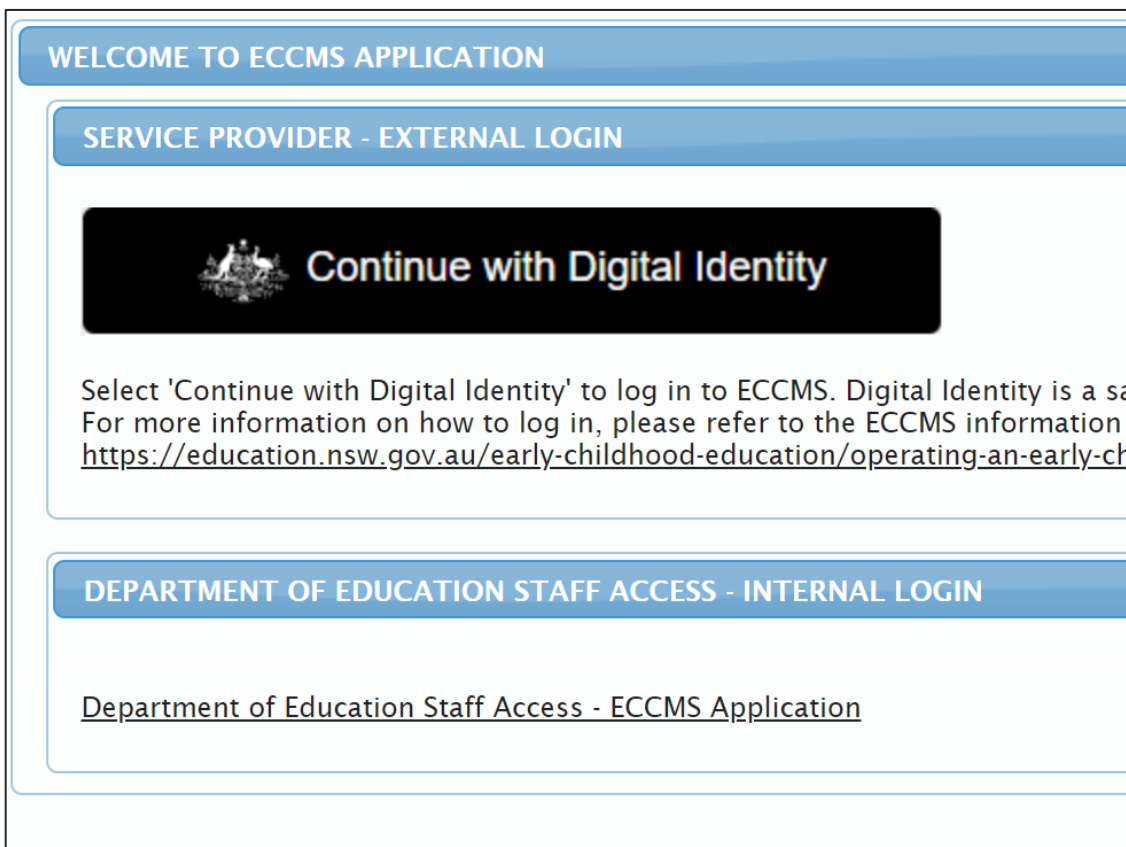 WELCOME TO ECCMS APPLICATION
SERVICE PROVIDER - EXTERNAL LOGIN
Continue with Digital Identity
Select 'Continue with Digital Identity' to log in to ECCMS. Digital Identity is a
For more information on how to log in, please refer to the ECCMS information
https://education.nsw.gov.au/early-childhood-education/operating-an-early-ch
DEPARTMENT OF EDUCATION STAFF ACCESS - INTERNAL LOGIN
Department of Education Staff Access - ECCMS Application